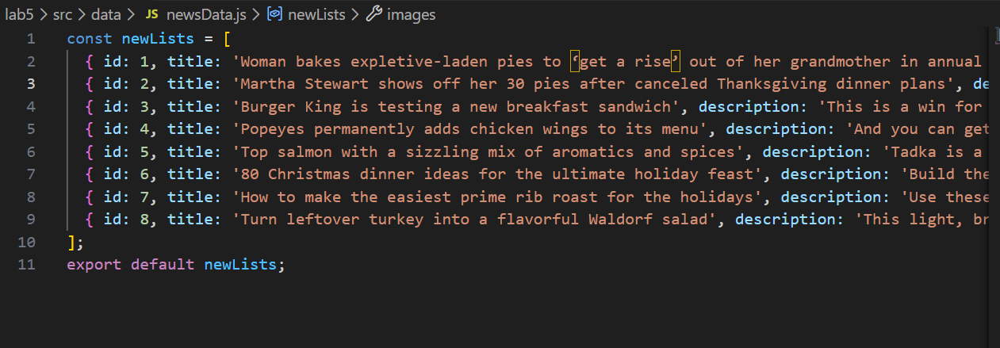 lab5 > src > data > JS newsData.js > newLists > images
1 const newLists = [
2 { id: 1, title: 'Woman bakes expletive-laden pies to ‘get a rise’ out of her grandmother in annual
3 { id: 2, title: 'Martha Stewart shows off her 30 pies after canceled Thanksgiving dinner plans', de
4 { id: 3, title: 'Burger King is testing a new breakfast sandwich', description: 'This is a win for
5 { id: 4, title: 'Popeyes permanently adds chicken wings to its menu', description: 'And you can get
6 { id: 5, title: 'Top salmon with a sizzling mix of aromatics and spices', description: 'Tadka is a
7 { id: 6, title: '80 Christmas dinner ideas for the ultimate holiday feast', description: 'Build the
8 { id: 7, title: 'How to make the easiest prime rib roast for the holidays', description: 'Use these
9 { id: 8, title: 'Turn leftover turkey into a flavorful Waldorf salad', description: 'This light, br
10 ];
11 export default newLists;